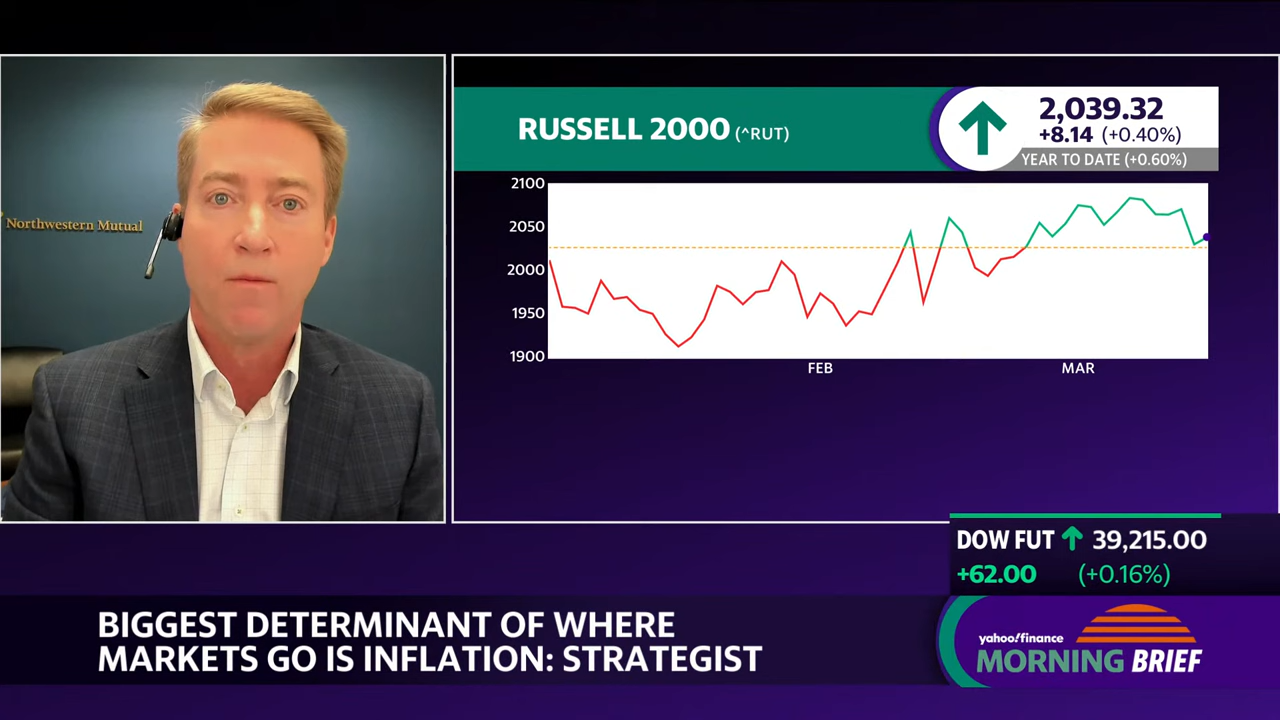 Northwestern Mutual
RUSSELL 2000 (^RUT)
2,039.32
+8.14 (+0.40%)
YEAR TO DATE (+0.60%)
2100
2050
2000
1950
1900
FEB
MAR
DOW FUT 39,215.00
+62.00 (+0.16%)
BIGGEST DETERMINANT OF WHERE
MARKETS GO IS INFLATION: STRATEGIST
yahoo!finance
MORNING BRIEF